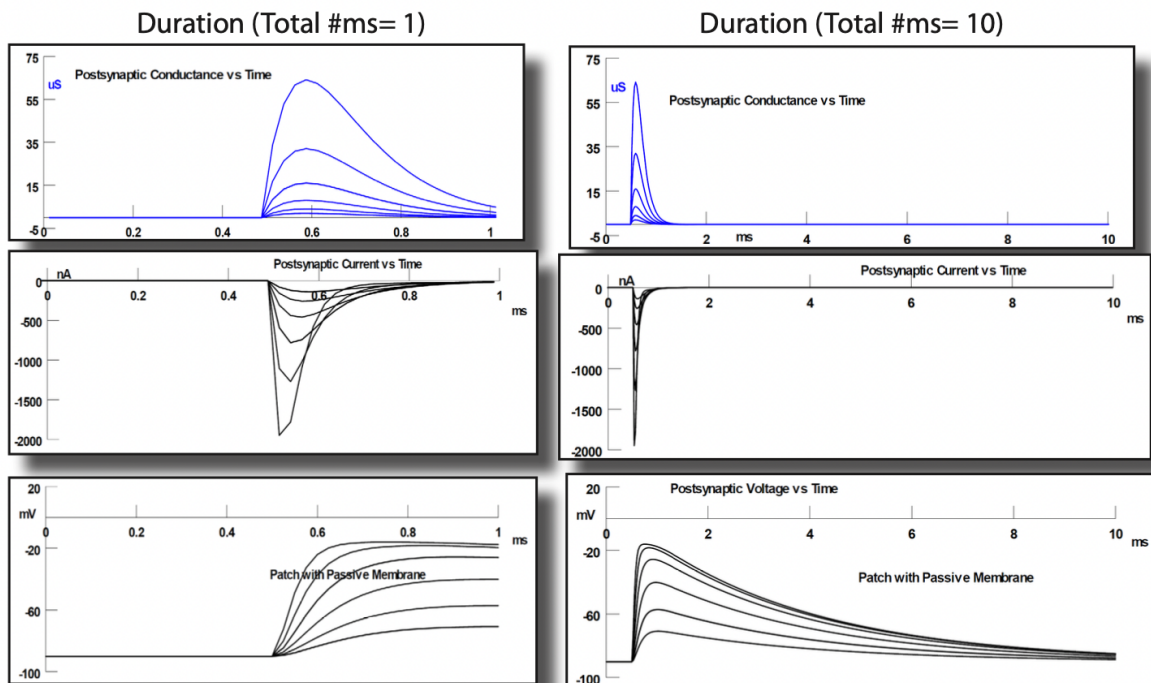 Duration (Total #ms= 1)
Duration (Total #ms= 10)
75
uS
Postsynaptic Conductance vs Time
55
35
15
-5
0 0.2 0.4 0.6 0.8 1
75
uS
Postsynaptic Conductance vs Time
55
35
15
-5
0 2 ms 4 6 8 10
Postsynaptic Current vs Time
0 nA
0 0.2 0.4 0.6 0.8 1
ms
-500
-1000
-1500
-2000
Postsynaptic Current vs Time
nA
0
0 2 4 6 8 10
ms
-500
-1000
-1500
-2000
20
mV
0 0.2 0.4 0.6 0.8 1
ms
-20
Patch with Passive Membrane
-60
-100
20
Postsynaptic Voltage vs Time
mV
0 2 4 6 8 10
ms
-20
Patch with Passive Membrane
-60
-100